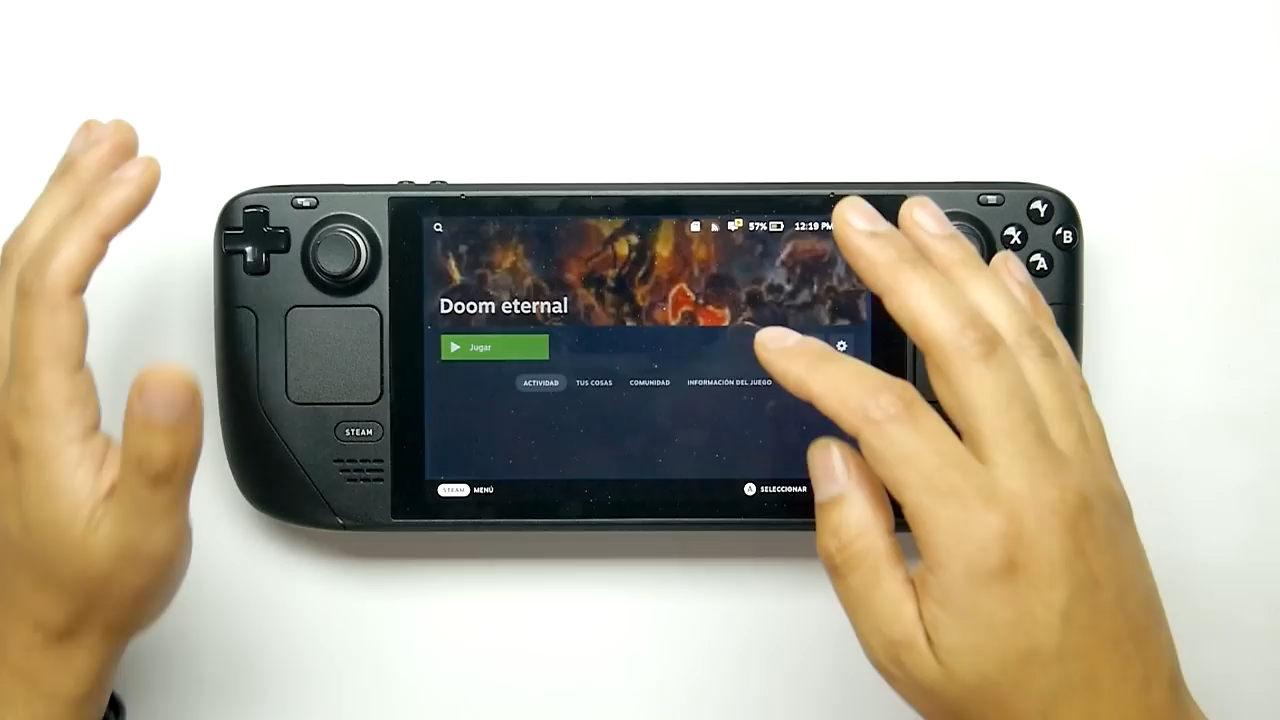 57% 12:19 PM
Doom eternal
Jugar
ACTIVIDAD TUS COSAS COMUNIDAD INFORMACIÓN DEL JUEGO
STEAM
STEAM MENÚ
A SELECCIONAR
Y
X
B
A